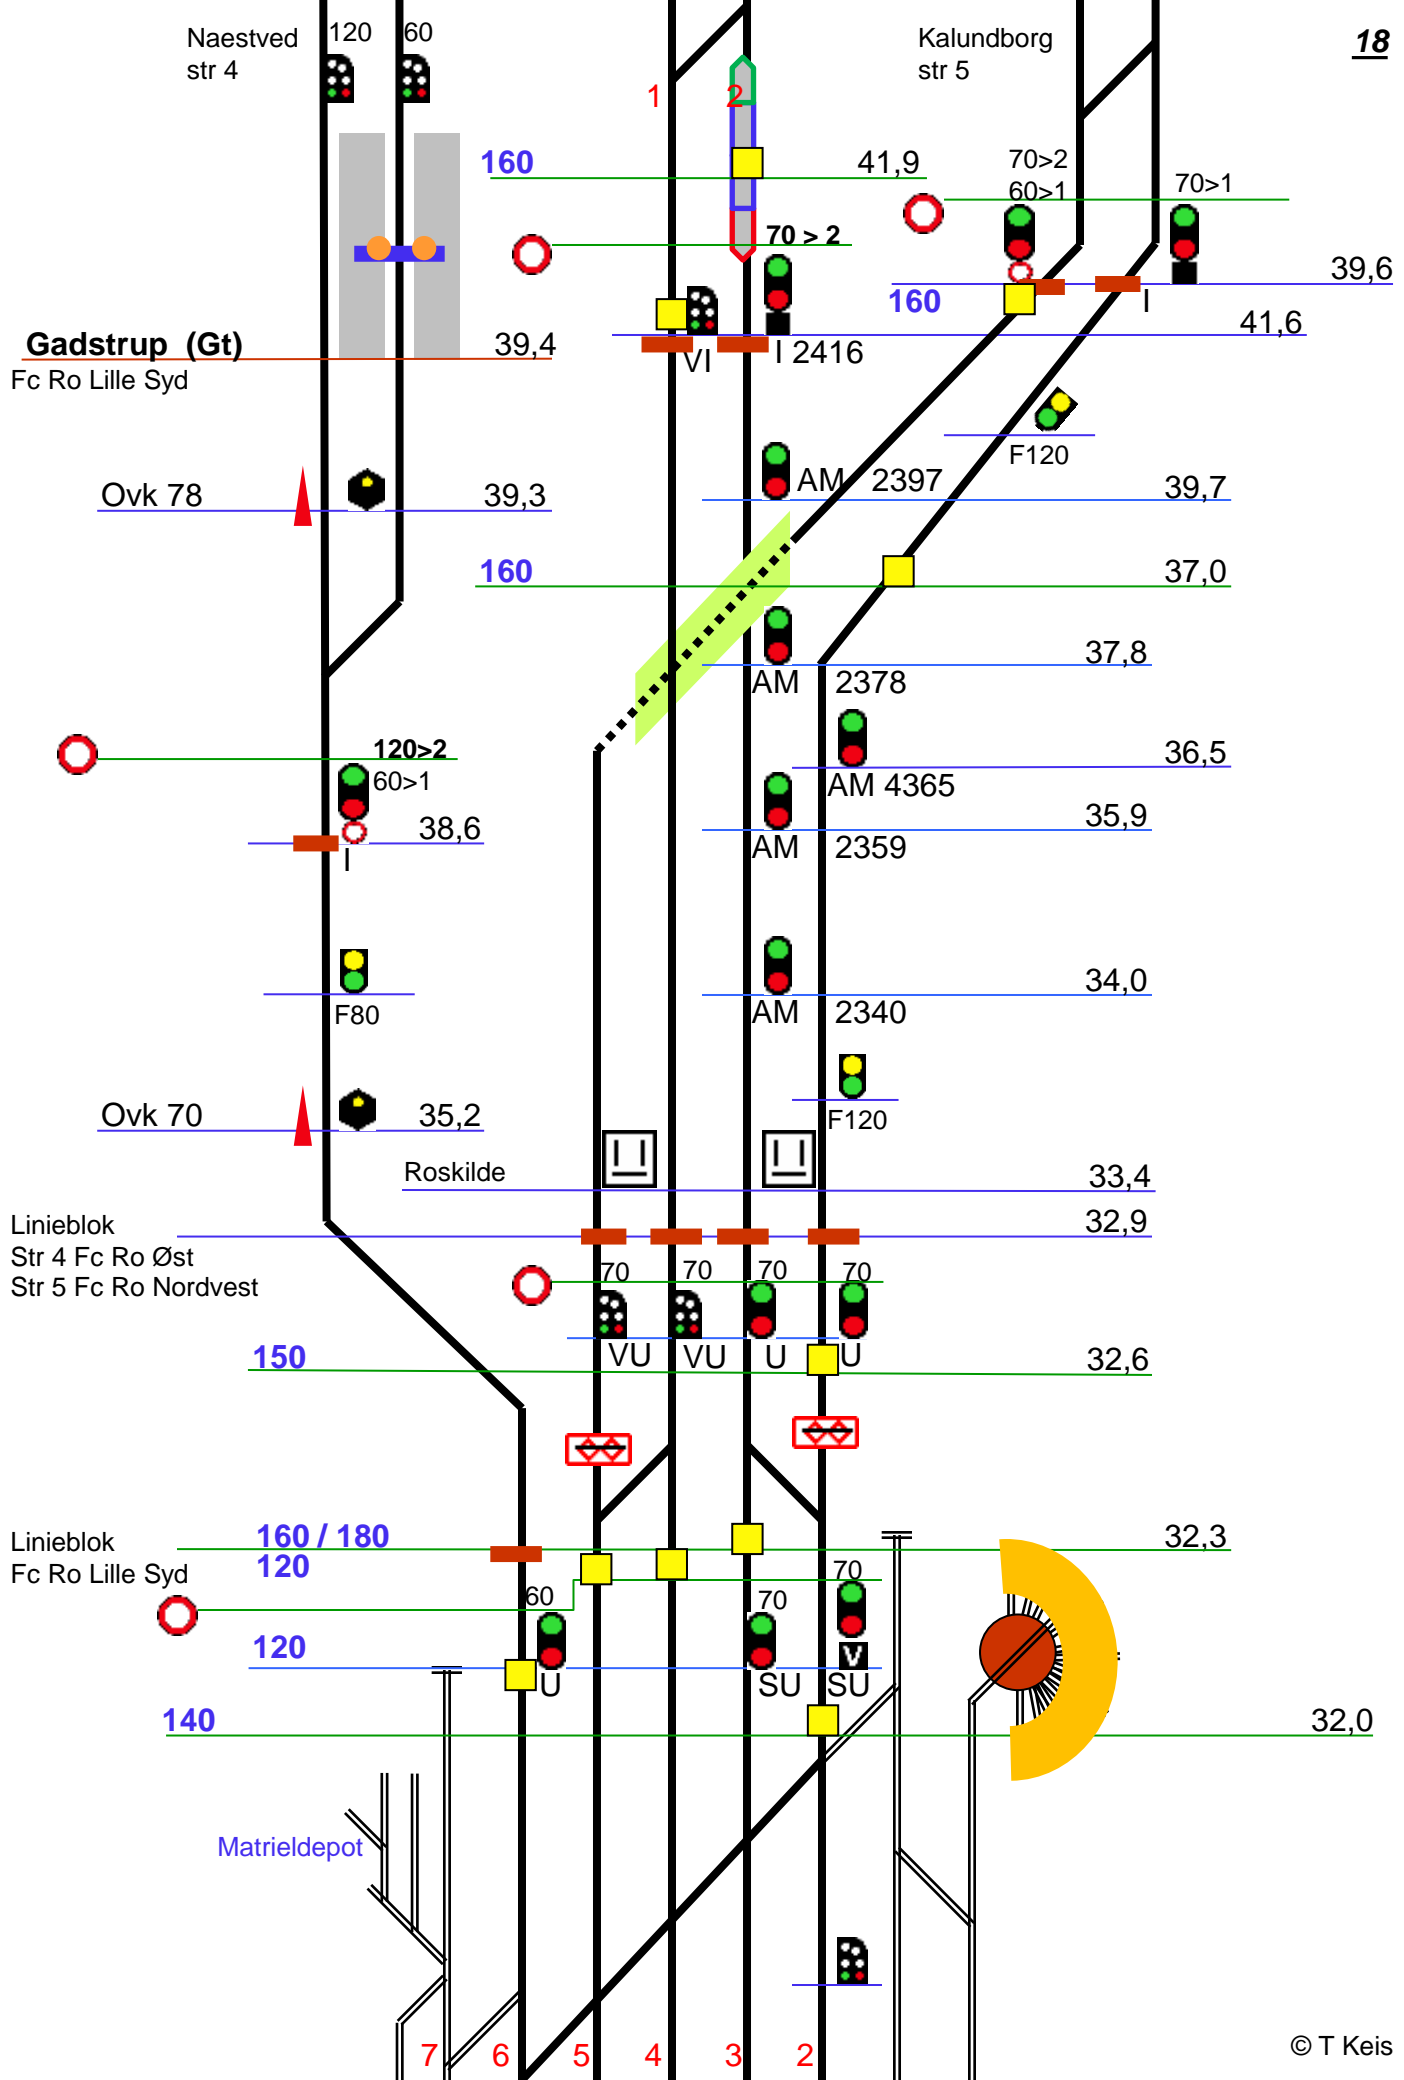 Naestved
str 4
120
60
Kalundborg
str 5
18
1
2
160
41,9
70>2
60>1
70>1
70 > 2
39,6
160
I
41,6
Gadstrup (Gt)
39,4
VI
I 2416
Fc Ro Lille Syd
F120
AM 2397
39,7
Ovk 78
39,3
160
37,0
37,8
AM 2378
120>2
60>1
36,5
AM 4365
38,6
I
35,9
AM 2359
34,0
F80
AM 2340
Ovk 70
35,2
F120
Roskilde
33,4
Linieblok
32,9
Str 4 Fc Ro Øst
Str 5 Fc Ro Nordvest
70
70
70
70
VU
VU
U
U
150
32,6
Linieblok
160 / 180
32,3
Fc Ro Lille Syd
120
60
70
70
120
V
U
SU
SU
140
32,0
Matrieldepot
7
6
5
4
3
2
© T Keis